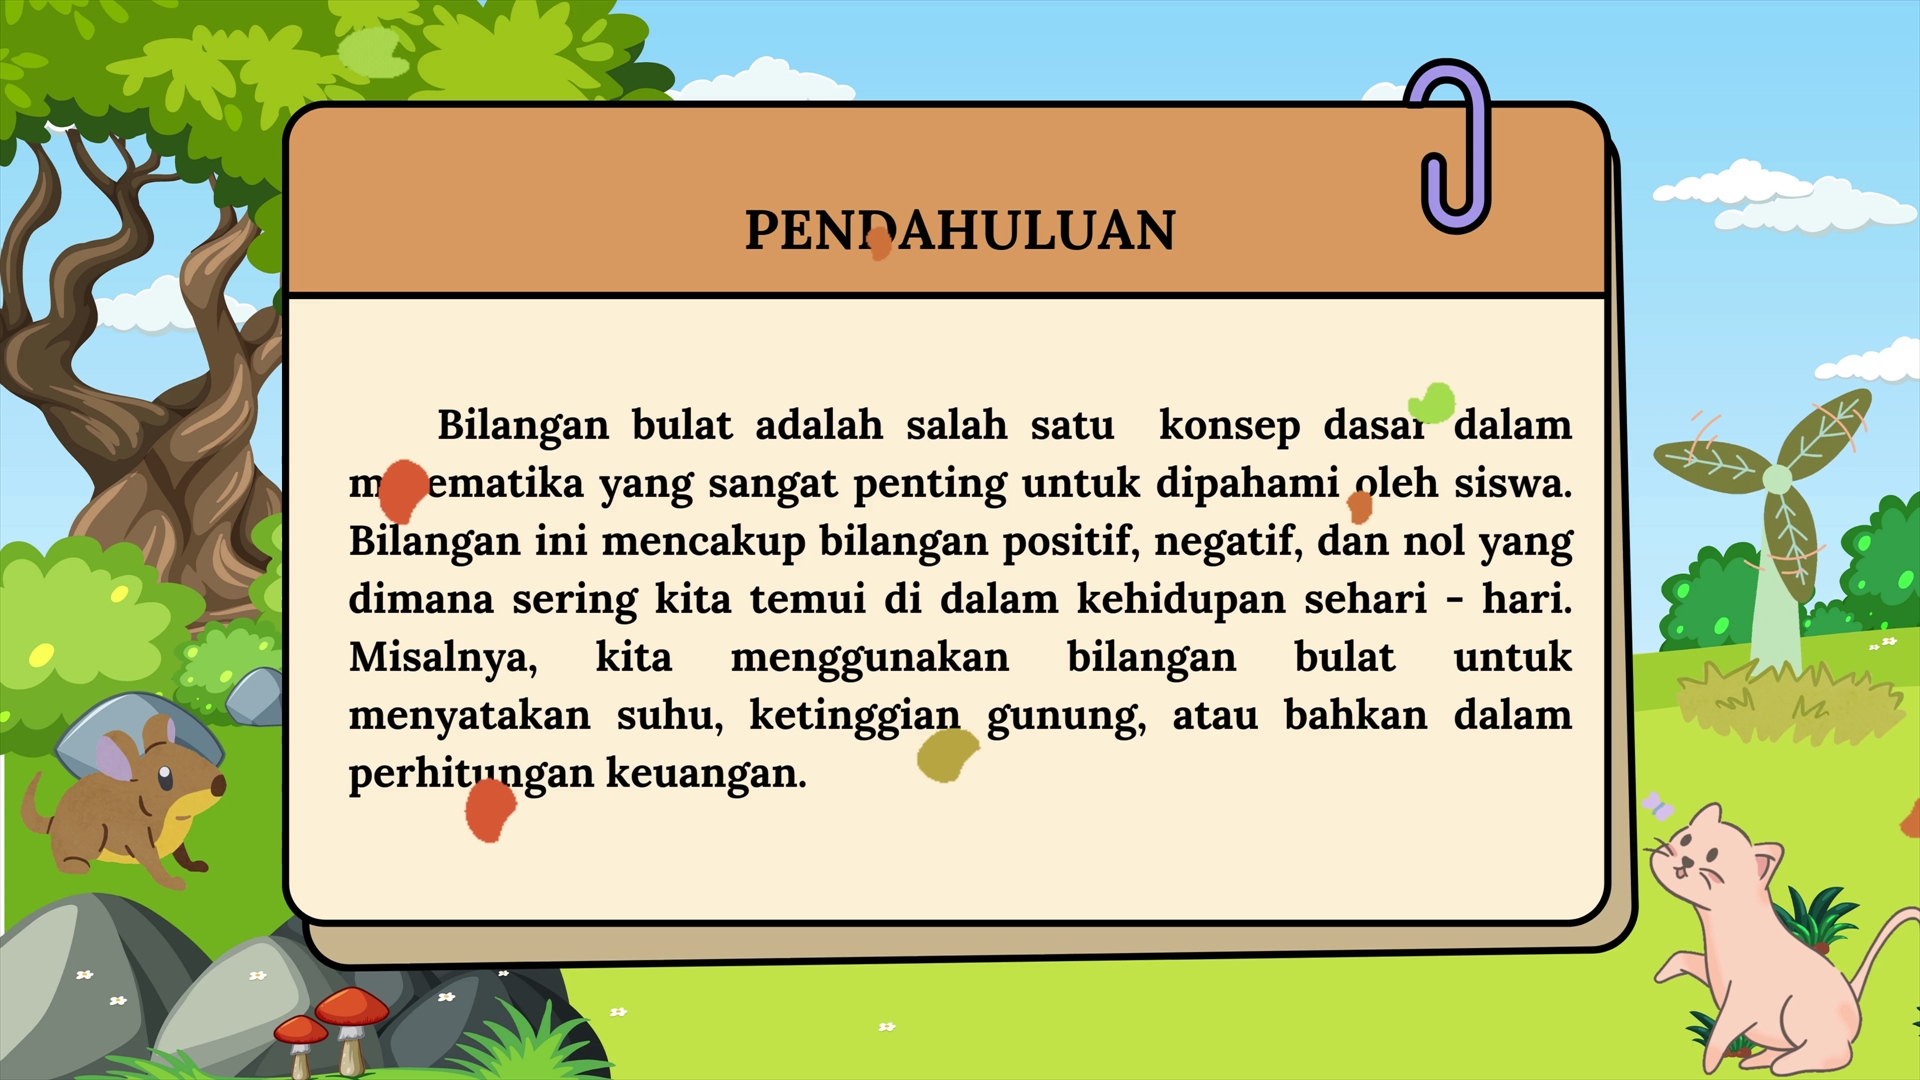 PENDAHULUAN
Bilangan bulat adalah salah satu konsep dasar dalam
matematika yang sangat penting untuk dipahami oleh siswa.
Bilangan ini mencakup bilangan positif, negatif, dan nol yang
dimana sering kita temui di dalam kehidupan sehari - hari.
Misalnya, kita menggunakan bilangan bulat untuk
menyatakan suhu, ketinggian gunung, atau bahkan dalam
perhitungan keuangan.